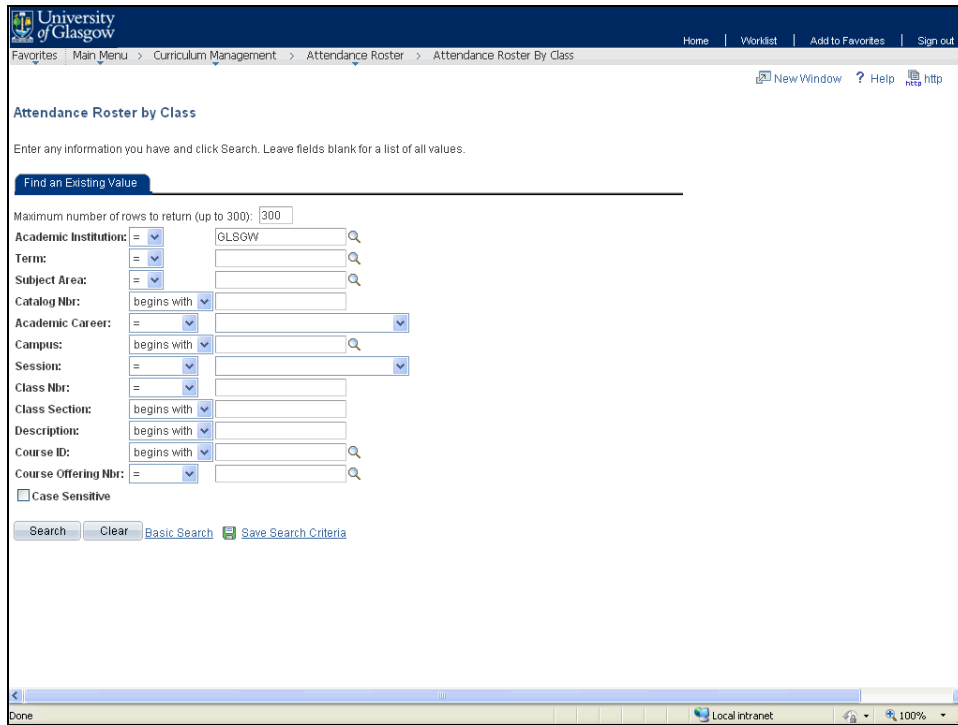 University
of Glasgow
Home | Worklist | Add to Favorites | Sign out
Favorites Main Menu > Curriculum Management > Attendance Roster > Attendance Roster By Class
New Window ? Help http
Attendance Roster by Class
Enter any information you have and click Search. Leave fields blank for a list of all values.
Find an Existing Value
Maximum number of rows to return (up to 300): 300
Academic Institution: = GLSGW
Term: =
Subject Area: =
Catalog Nbr: begins with
Academic Career: =
Campus: begins with
Session: =
Class Nbr: =
Class Section: begins with
Description: begins with
Course ID: begins with
Course Offering Nbr: =
Case Sensitive
Search Clear Basic Search Save Search Criteria
Done Local intranet 100%